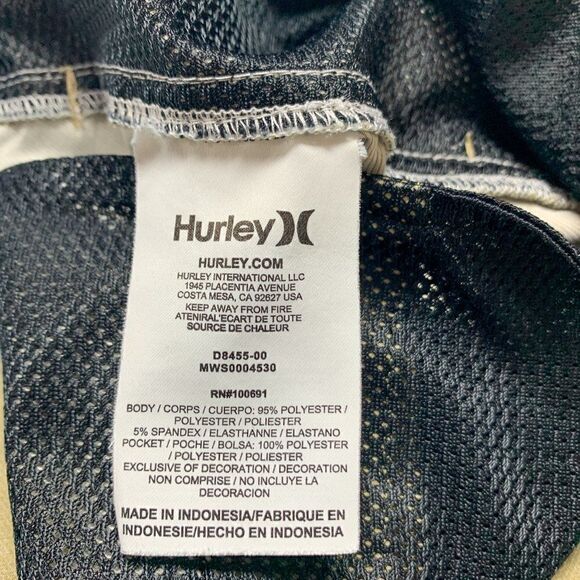 Hurley
HURLEY.COM
HURLEY INTERNATIONAL LLC
1945 PLACENTIA AVENUE
COSTA MESA, CA 92627 USA
KEEP AWAY FROM FIRE
ATENIRAL'ECART DE TOUTE
SOURCE DE CHALEUR
D8455-00
MWS0004530
RN#100691
BODY / CORPS / CUERPO: 95% POLYESTER /
POLYESTER / POLIESTER
5% SPANDEX / ELASTHANNE / ELASTANO
POCKET / POCHE / BOLSA: 100% POLYESTER
/ POLYESTER / POLIESTER
EXCLUSIVE OF DECORATION / DECORATION
NON COMPRISE / NO INCLUYE LA
DECORACION
MADE IN INDONESIA/FABRIQUE EN
INDONESIE/HECHO EN INDONESIA